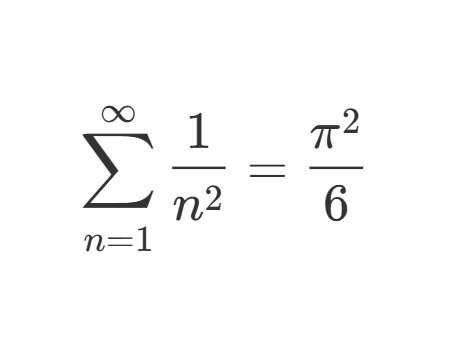 ∞
∑ 1/n² = π²/6
n=1